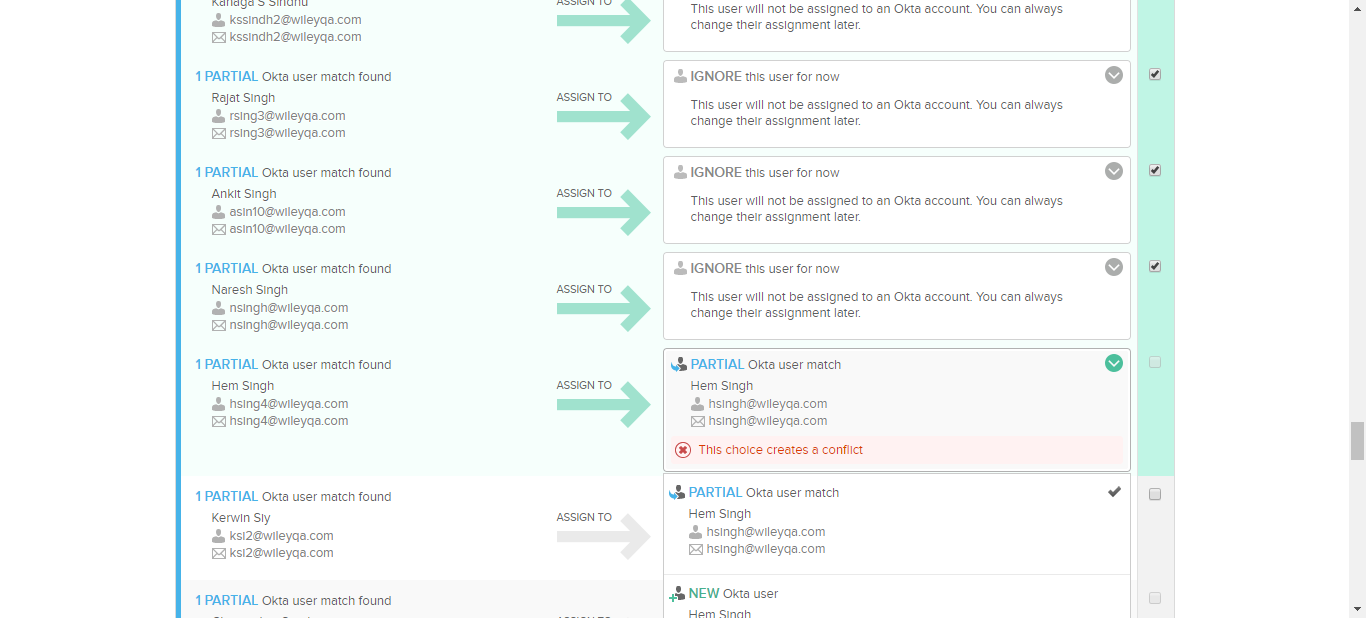 Kanaga S Sindhu
kssindh2@wileyqa.com
kssindh2@wileyqa.com
ASSIGN TO
This user will not be assigned to an Okta account. You can always
change their assignment later.
1 PARTIAL Okta user match found
Rajat Singh
rsing3@wileyqa.com
rsing3@wileyqa.com
ASSIGN TO
IGNORE this user for now
This user will not be assigned to an Okta account. You can always
change their assignment later.
1 PARTIAL Okta user match found
Ankit Singh
asin10@wileyqa.com
asin10@wileyqa.com
ASSIGN TO
IGNORE this user for now
This user will not be assigned to an Okta account. You can always
change their assignment later.
1 PARTIAL Okta user match found
Naresh Singh
nsingh@wileyqa.com
nsingh@wileyqa.com
ASSIGN TO
IGNORE this user for now
This user will not be assigned to an Okta account. You can always
change their assignment later.
1 PARTIAL Okta user match found
Hem Singh
hsing4@wileyqa.com
hsing4@wileyqa.com
ASSIGN TO
PARTIAL Okta user match
Hem Singh
hsingh@wileyqa.com
hsingh@wileyqa.com
This choice creates a conflict
1 PARTIAL Okta user match found
Kerwin Siy
ksi2@wileyqa.com
ksi2@wileyqa.com
ASSIGN TO
PARTIAL Okta user match
Hem Singh
hsingh@wileyqa.com
hsingh@wileyqa.com
1 PARTIAL Okta user match found
NEW Okta user
Hem Singh